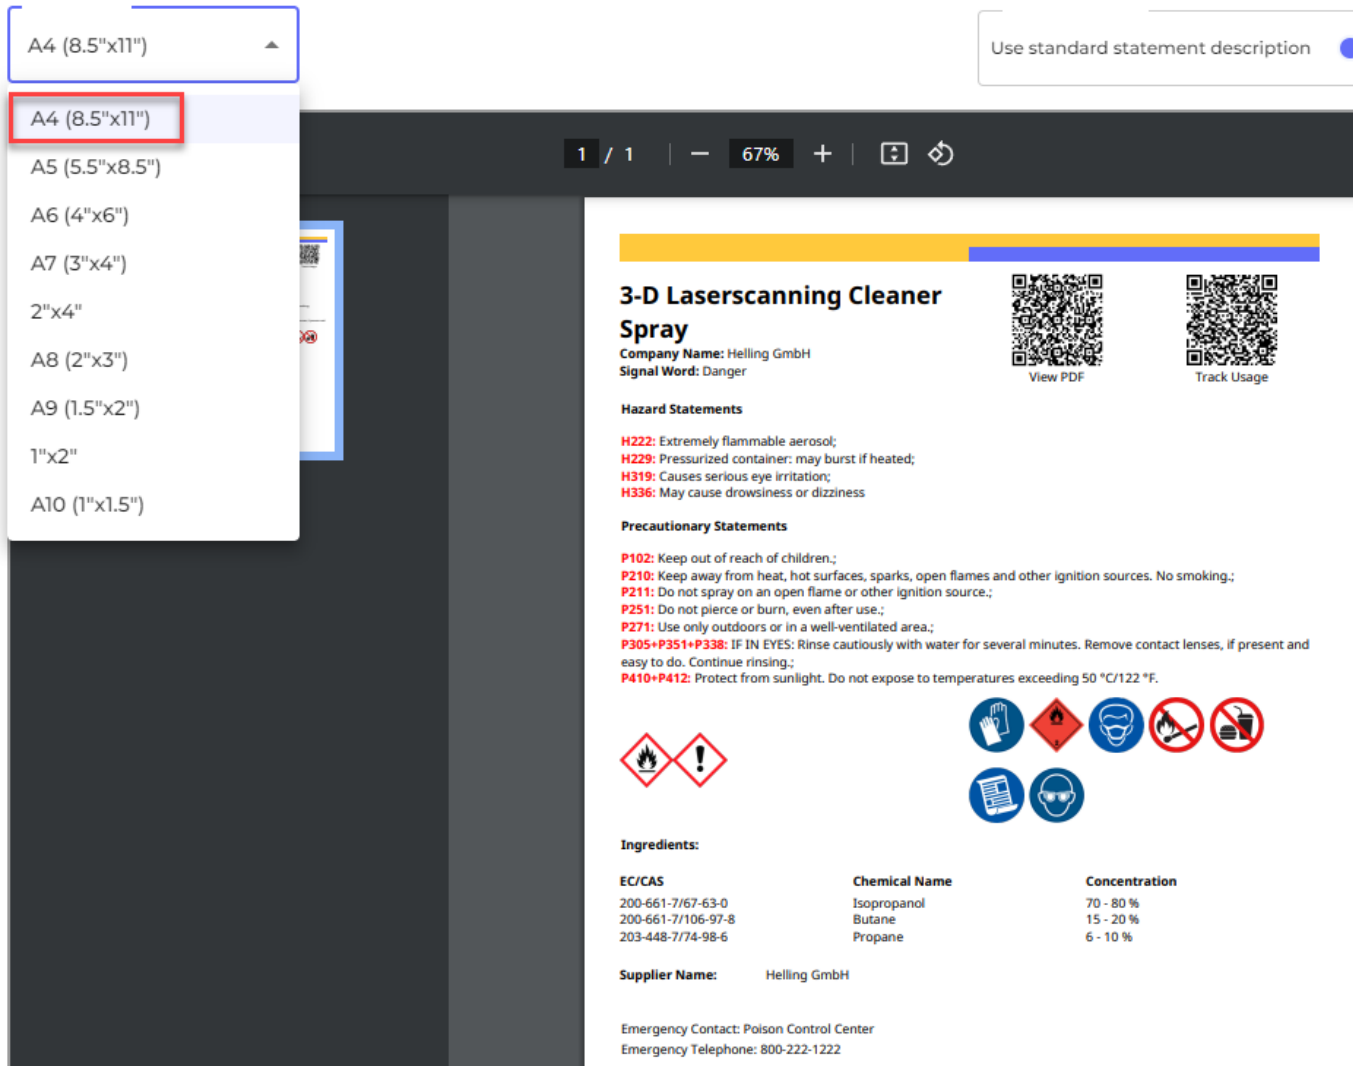 A4 (8.5"x11")
Use standard statement description
A4 (8.5"x11")
A5 (5.5"x8.5")
A6 (4"x6")
A7 (3"x4")
2"x4"
A8 (2"x3")
A9 (1.5"x2")
1"x2"
A10 (1"x1.5")
1 / 1 67%
3-D Laserscanning Cleaner
Spray
Company Name: Helling GmbH
Signal Word: Danger
View PDF Track Usage
Hazard Statements
H222: Extremely flammable aerosol;
H229: Pressurized container: may burst if heated;
H319: Causes serious eye irritation;
H336: May cause drowsiness or dizziness
Precautionary Statements
P102: Keep out of reach of children.;
P210: Keep away from heat, hot surfaces, sparks, open flames and other ignition sources. No smoking.;
P211: Do not spray on an open flame or other ignition source.;
P251: Do not pierce or burn, even after use.;
P271: Use only outdoors or in a well-ventilated area.;
P305+P351+P338: IF IN EYES: Rinse cautiously with water for several minutes. Remove contact lenses, if present and
easy to do. Continue rinsing.;
P410+P412: Protect from sunlight. Do not expose to temperatures exceeding 50 °C/122 °F.
Ingredients:
EC/CAS Chemical Name Concentration
200-661-7/67-63-0 Isopropanol 70 - 80 %
200-661-7/106-97-8 Butane 15 - 20 %
203-448-7/74-98-6 Propane 6 - 10 %
Supplier Name: Helling GmbH
Emergency Contact: Poison Control Center
Emergency Telephone: 800-222-1222